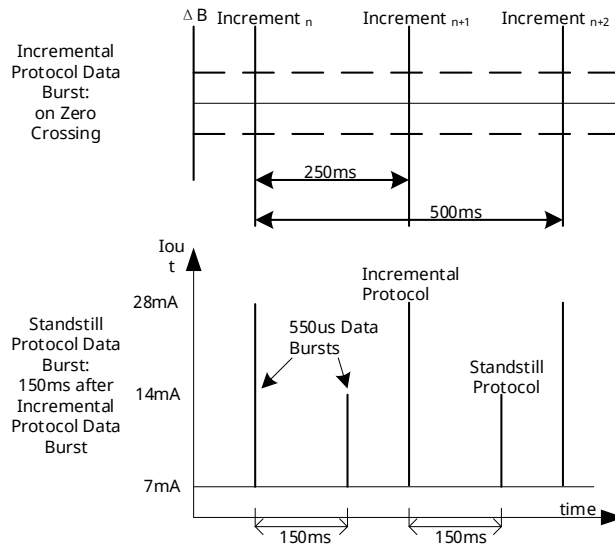 Δ B
Increment n
Increment n+1
Increment n+2
Incremental
Protocol Data
Burst:
on Zero
Crossing
250ms
500ms
Iou
t
Incremental
Protocol
28mA
550us Data
Bursts
Standstill
Protocol Data
Burst:
150ms after
Incremental
Protocol Data
Burst
Standstill
Protocol
14mA
7mA
time
150ms
150ms